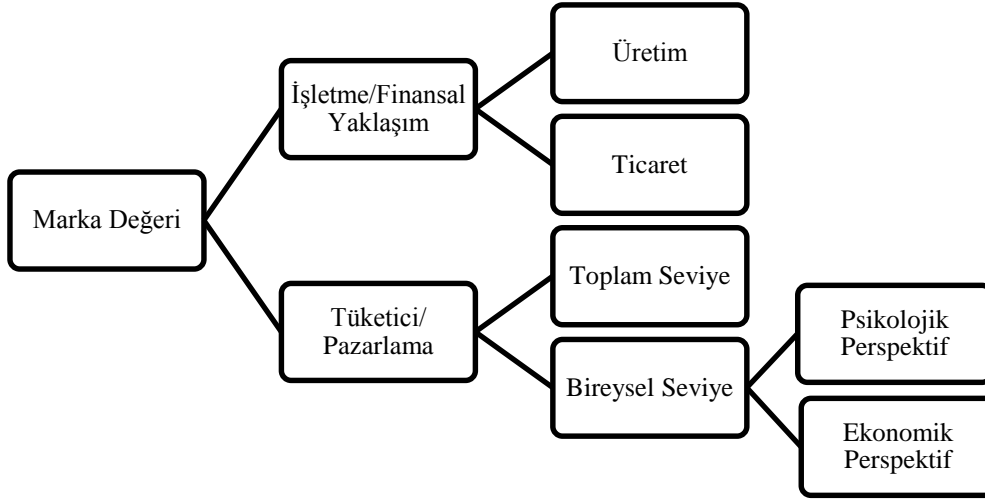 Üretim
İşletme/Finansal
Yaklaşım
Ticaret
Marka Değeri
Toplam Seviye
Tüketici/
Pazarlama
Psikolojik
Perspektif
Bireysel Seviye
Ekonomik
Perspektif